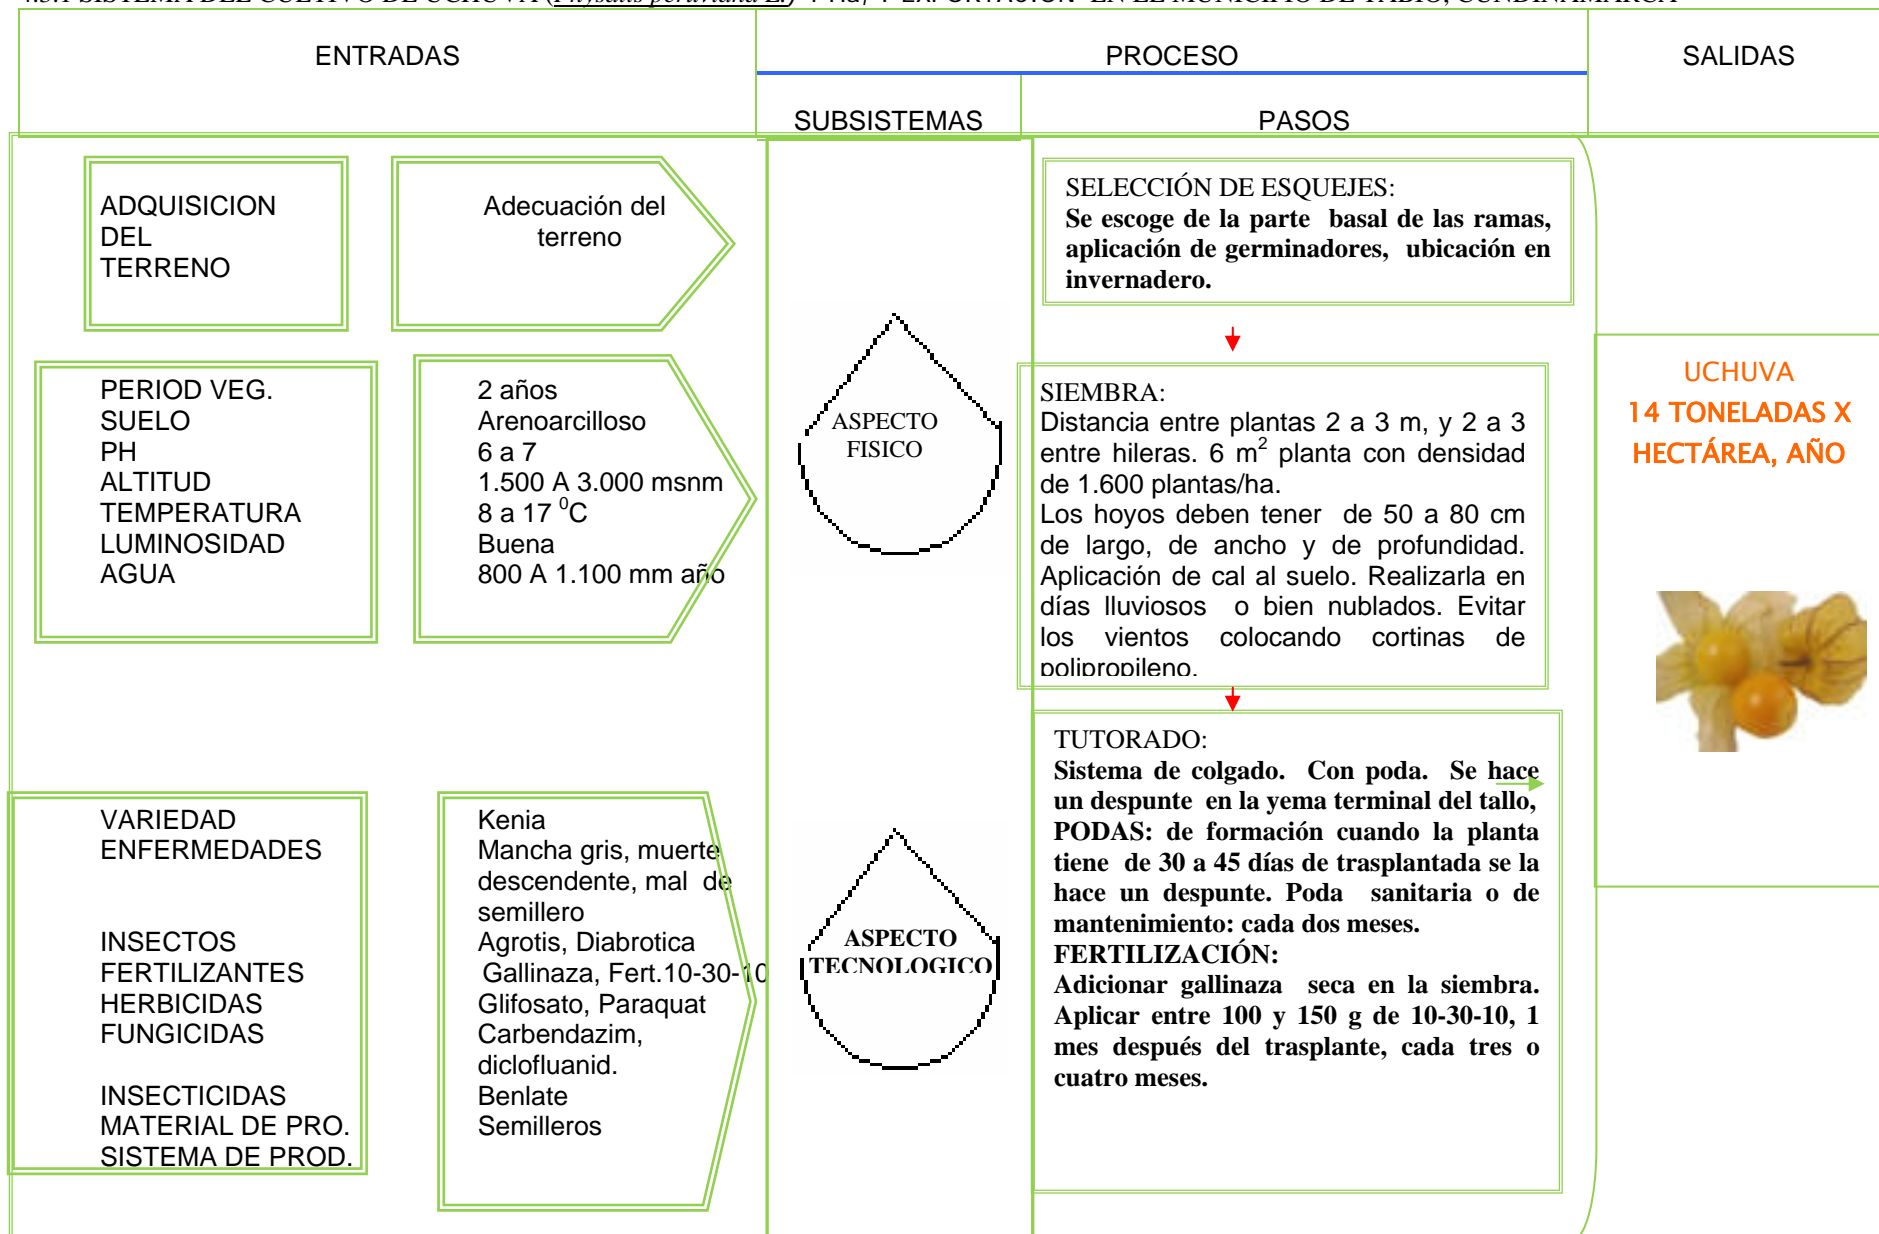 ENTRADAS
PROCESO
SALIDAS
SUBSISTEMAS
PASOS
ADQUISICION
DEL
TERRENO
Adecuación del
terreno
PERIOD VEG.
SUELO
PH
ALTITUD
TEMPERATURA
LUMINOSIDAD
AGUA
2 años
Arenoarcilloso
6 a 7
1.500 A 3.000 msnm
8 a 17 ⁰C
Buena
800 A 1.100 mm año
VARIEDAD
ENFERMEDADES
INSECTOS
FERTILIZANTES
HERBICIDAS
FUNGICIDAS
INSECTICIDAS
MATERIAL DE PRO.
SISTEMA DE PROD.
Kenia
Mancha gris, muerte
descendente, mal de
semillero
Agrotis, Diabrotica
Gallinaza, Fert.10-30-10
Glifosato, Paraquat
Carbendazim,
diclofluanid.
Benlate
Semilleros
ASPECTO
FISICO
ASPECTO
TECNOLOGICO
SELECCIÓN DE ESQUEJES:
Se escoge de la parte basal de las ramas,
aplicación de germinadores, ubicación en
invernadero.
SIEMBRA:
Distancia entre plantas 2 a 3 m, y 2 a 3
entre hileras. 6 m² planta con densidad
de 1.600 plantas/ha.
Los hoyos deben tener de 50 a 80 cm
de largo, de ancho y de profundidad.
Aplicación de cal al suelo. Realizarla en
días lluviosos o bien nublados. Evitar
los vientos colocando cortinas de
polipropileno.
TUTORADO:
Sistema de colgado. Con poda. Se hace
un despunte en la yema terminal del tallo,
PODAS: de formación cuando la planta
tiene de 30 a 45 días de trasplantada se la
hace un despunte. Poda sanitaria o de
mantenimiento: cada dos meses.
FERTILIZACIÓN:
Adicionar gallinaza seca en la siembra.
Aplicar entre 100 y 150 g de 10-30-10, 1
mes después del trasplante, cada tres o
cuatro meses.
UCHUVA
14 TONELADAS X
HECTÁREA, AÑO